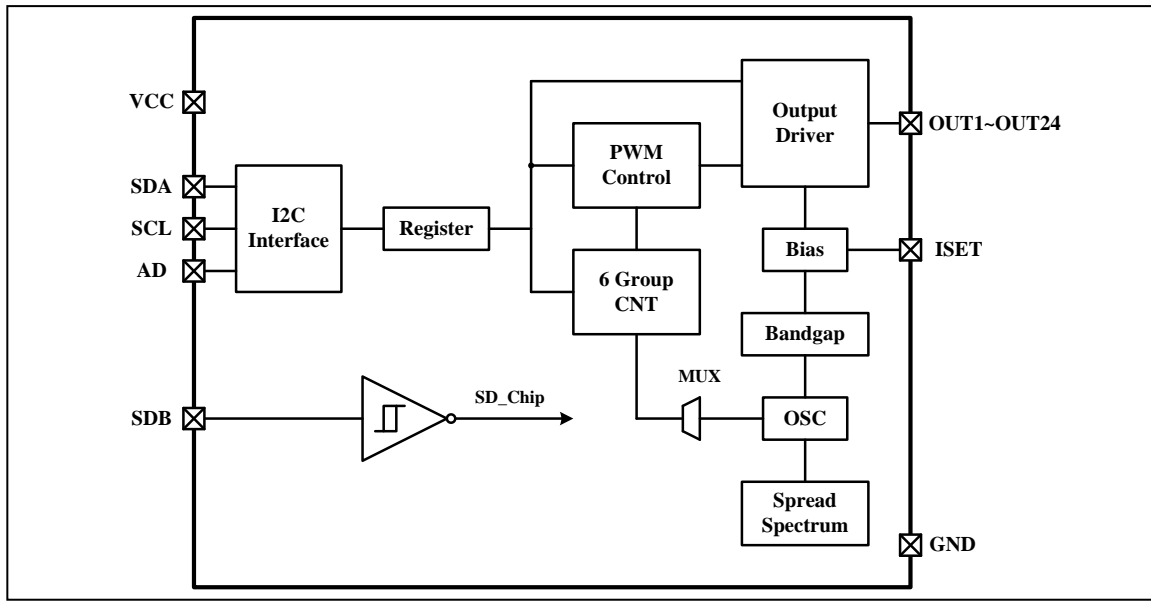 VCC
SDA
SCL
AD
SDB
I2C
Interface
Register
PWM
Control
6 Group
CNT
Output
Driver
Bias
Bandgap
MUX
OSC
Spread
Spectrum
SD_Chip
OUT1~OUT24
ISET
GND